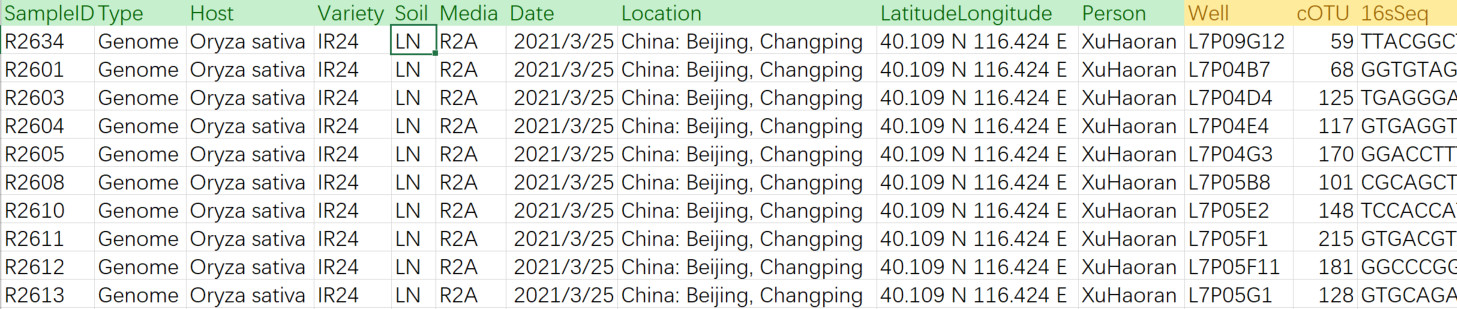 SampleID Type Host Variety Soil Media Date Location LatitudeLongitude Person Well cOTU 16sSeq
R2634 Genome Oryza sativa IR24 LN R2A 2021/3/25 China: Beijing, Changping 40.109 N 116.424 E XuHaoran L7P09G12 59 TTACGGC
R2601 Genome Oryza sativa IR24 LN R2A 2021/3/25 China: Beijing, Changping 40.109 N 116.424 E XuHaoran L7P04B7 68 GGTGTAG
R2603 Genome Oryza sativa IR24 LN R2A 2021/3/25 China: Beijing, Changping 40.109 N 116.424 E XuHaoran L7P04D4 125 TGAGGGA
R2604 Genome Oryza sativa IR24 LN R2A 2021/3/25 China: Beijing, Changping 40.109 N 116.424 E XuHaoran L7P04E4 117 GTGAGGT
R2605 Genome Oryza sativa IR24 LN R2A 2021/3/25 China: Beijing, Changping 40.109 N 116.424 E XuHaoran L7P04G3 170 GGACCTT
R2608 Genome Oryza sativa IR24 LN R2A 2021/3/25 China: Beijing, Changping 40.109 N 116.424 E XuHaoran L7P05B8 101 CGCAGCT
R2610 Genome Oryza sativa IR24 LN R2A 2021/3/25 China: Beijing, Changping 40.109 N 116.424 E XuHaoran L7P05E2 148 TCCACCA
R2611 Genome Oryza sativa IR24 LN R2A 2021/3/25 China: Beijing, Changping 40.109 N 116.424 E XuHaoran L7P05F1 215 GTGACGT
R2612 Genome Oryza sativa IR24 LN R2A 2021/3/25 China: Beijing, Changping 40.109 N 116.424 E XuHaoran L7P05F11 181 GGCCCGG
R2613 Genome Oryza sativa IR24 LN R2A 2021/3/25 China: Beijing, Changping 40.109 N 116.424 E XuHaoran L7P05G1 128 GTGCAGA